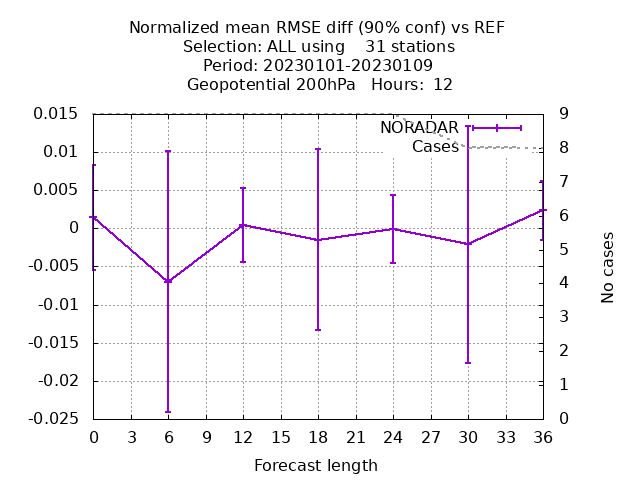 Normalized mean RMSE diff (90% conf) vs REF
Selection: ALL using    31 stations
Period: 20230101-20230109
Geopotential 200hPa   Hours:  12
0.015
0.01
0.005
0
-0.005
-0.01
-0.015
-0.02
-0.025
NORADAR
Cases
9
8
7
6
5
4
3
2
1
0
No cases
0 3 6 9 12 15 18 21 24 27 30 33 36
Forecast length